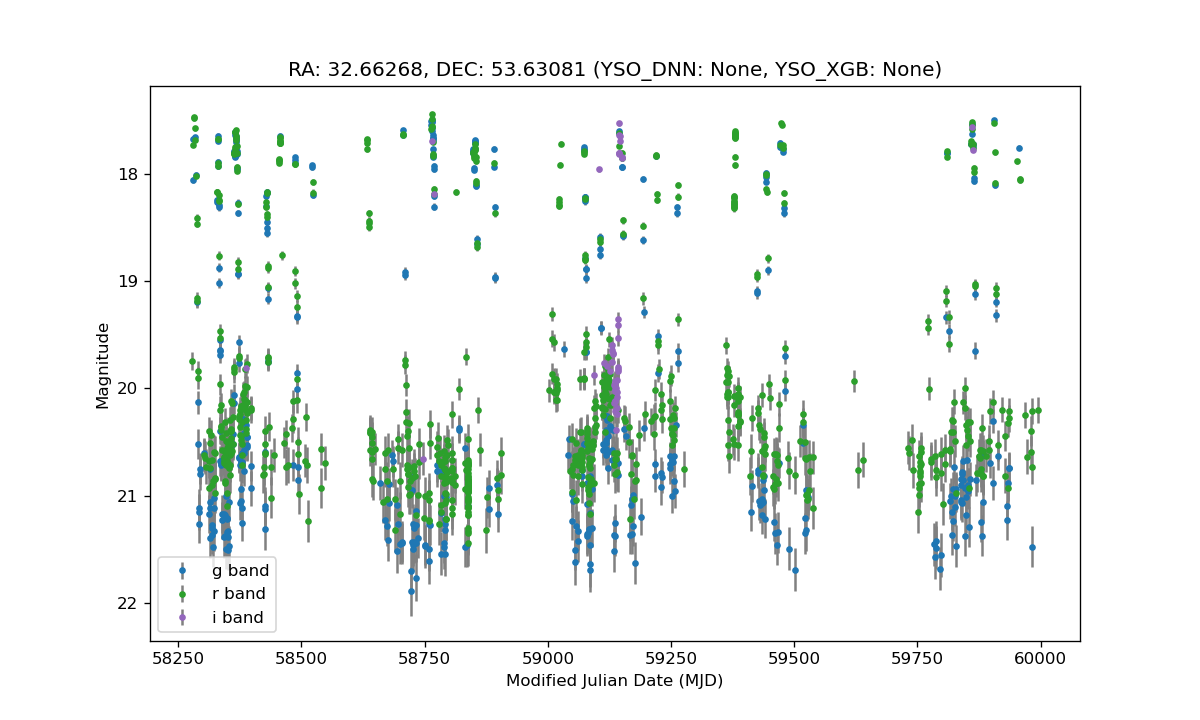 RA: 32.66268, DEC: 53.63081 (YSO_DNN: None, YSO_XGB: None)
18
19
20
21
22
Magnitude
g band
r band
i band
58250
58500
58750
59000
59250
59500
59750
60000
Modified Julian Date (MJD)